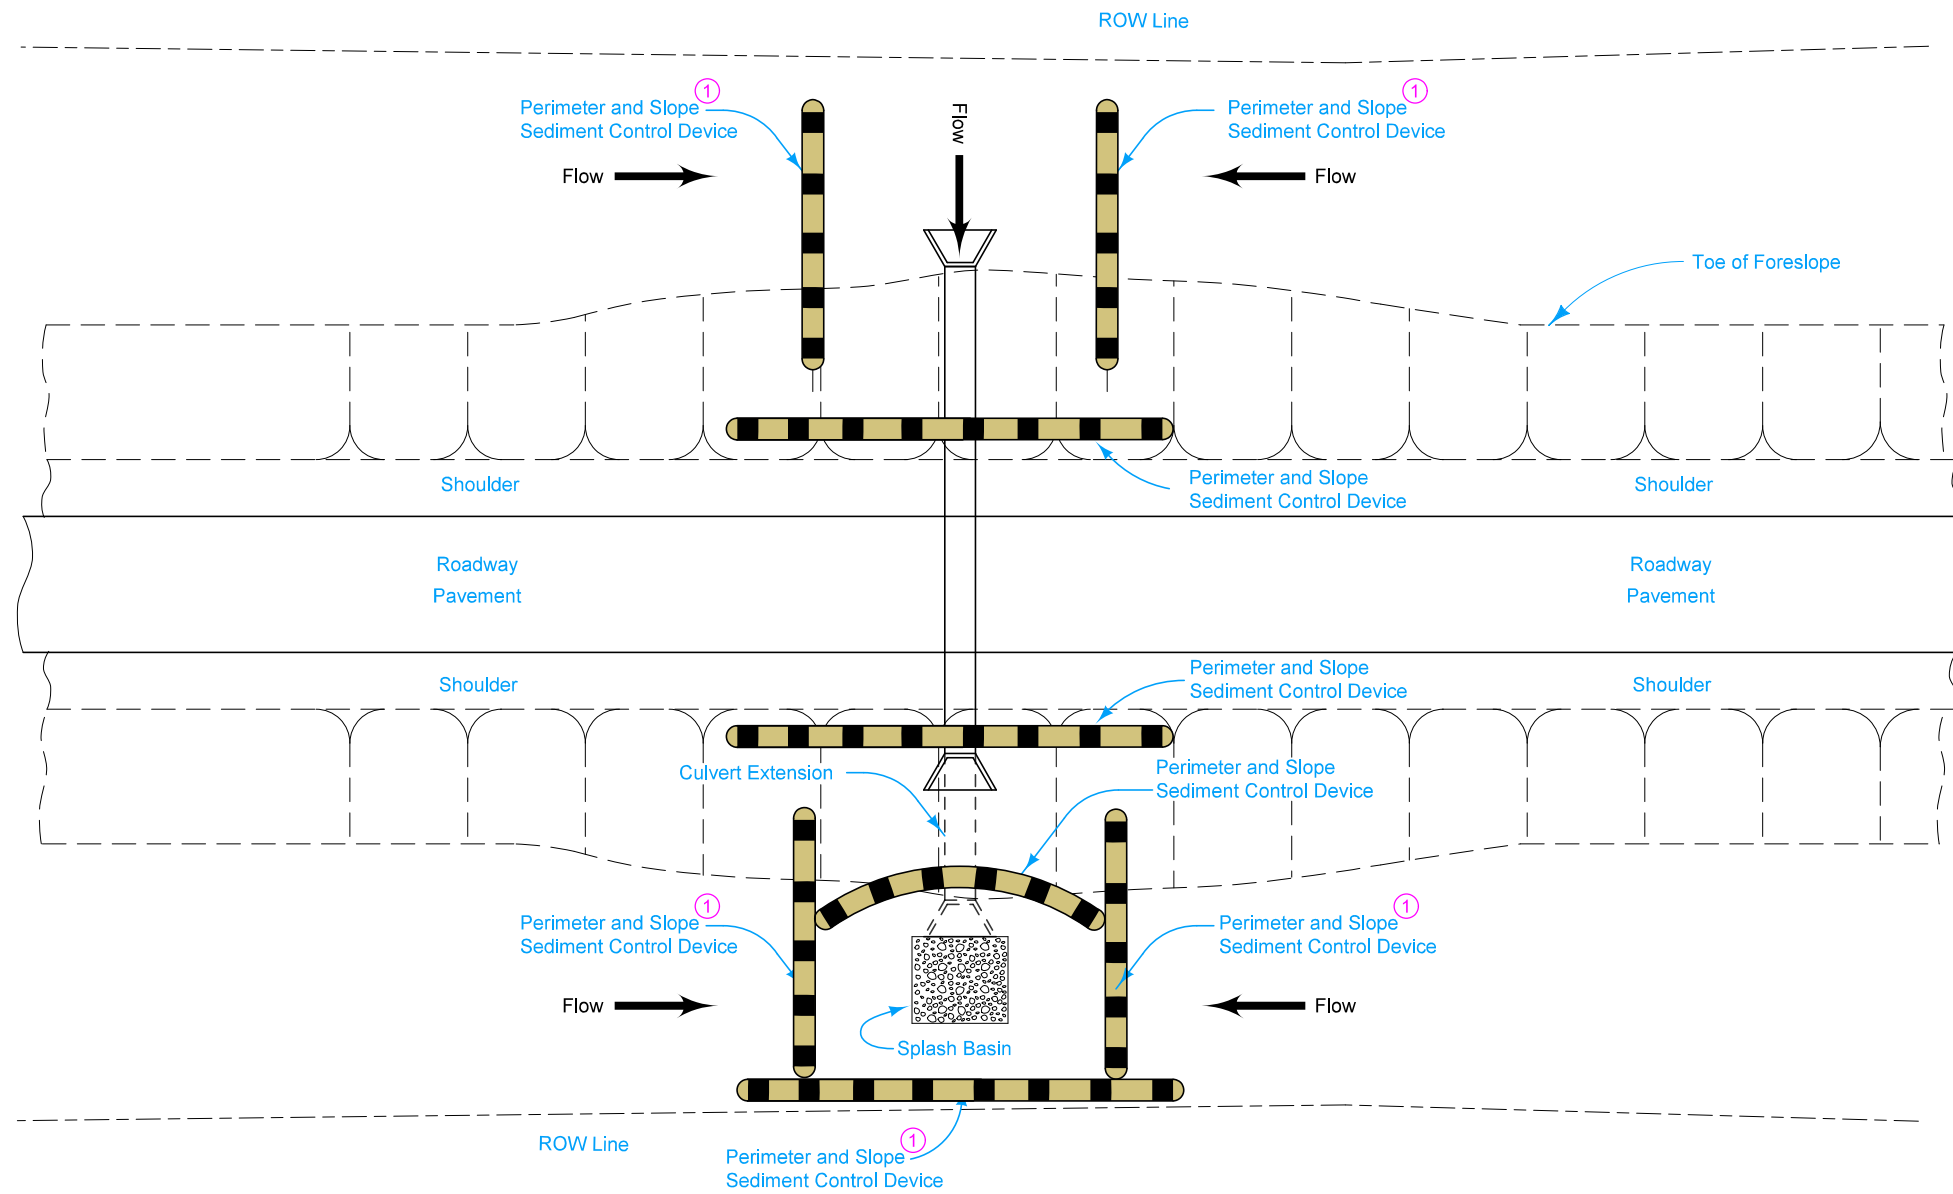 ROW Line
1
Perimeter and Slope
Sediment Control Device
Flow
1
Perimeter and Slope
Sediment Control Device
Flow
Flow
Toe of Foreslope
Perimeter and Slope
Sediment Control Device
Shoulder
Shoulder
Roadway
Pavement
Roadway
Pavement
Perimeter and Slope
Sediment Control Device
Shoulder
Shoulder
Culvert Extension
Perimeter and Slope
Sediment Control Device
1
Perimeter and Slope
Sediment Control Device
1
Perimeter and Slope
Sediment Control Device
Flow
Flow
Splash Basin
ROW Line
1
Perimeter and Slope
Sediment Control Device